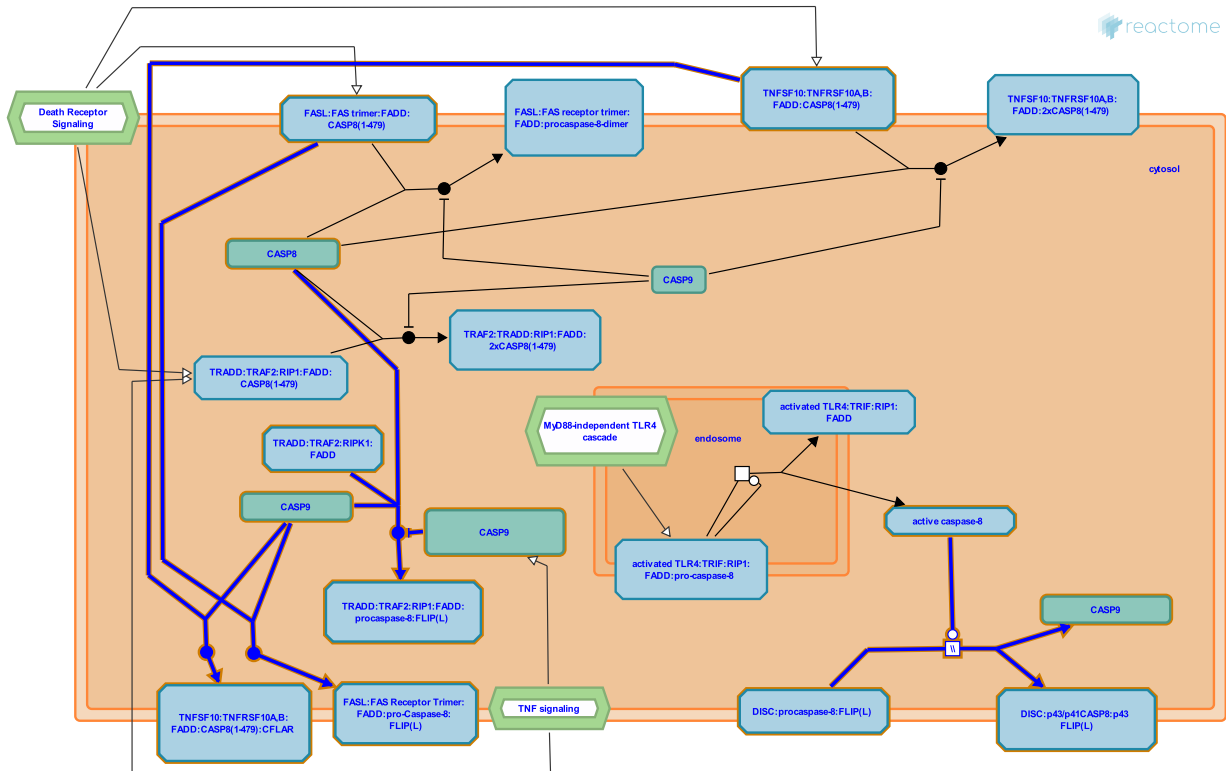 reactome
Death Receptor
Signaling
FASL:FAS trimer:FADD:
CASP8(1-479)
FASL:FAS receptor trimer:
FADD:procaspase-8-dimer
TNFSF10:TNFRSF10A,B:
FADD:CASP8(1-479)
TNFSF10:TNFRSF10A,B:
FADD:2xCASP8(1-479)
cytosol
CASP8
CASP9
TRAF2:TRADD:RIP1:FADD:
2xCASP8(1-479)
TRADD:TRAF2:RIP1:FADD:
CASP8(1-479)
MyD88-independent TLR4
cascade
endosome
activated TLR4:TRIF:RIP1:
FADD
TRADD:TRAF2:RIPK1:
FADD
CASP9
CASP9
active caspase-8
activated TLR4:TRIF:RIP1:
FADD:pro-caspase-8
TRADD:TRAF2:RIP1:FADD:
procaspase-8:FLIP(L)
CASP9
\\
TNFSF10:TNFRSF10A,B:
FADD:CASP8(1-479):CFLAR
FASL:FAS Receptor Trimer:
FADD:pro-Caspase-8:
FLIP(L)
TNF signaling
DISC:procaspase-8:FLIP(L)
DISC:p43/p41CASP8:p43
FLIP(L)